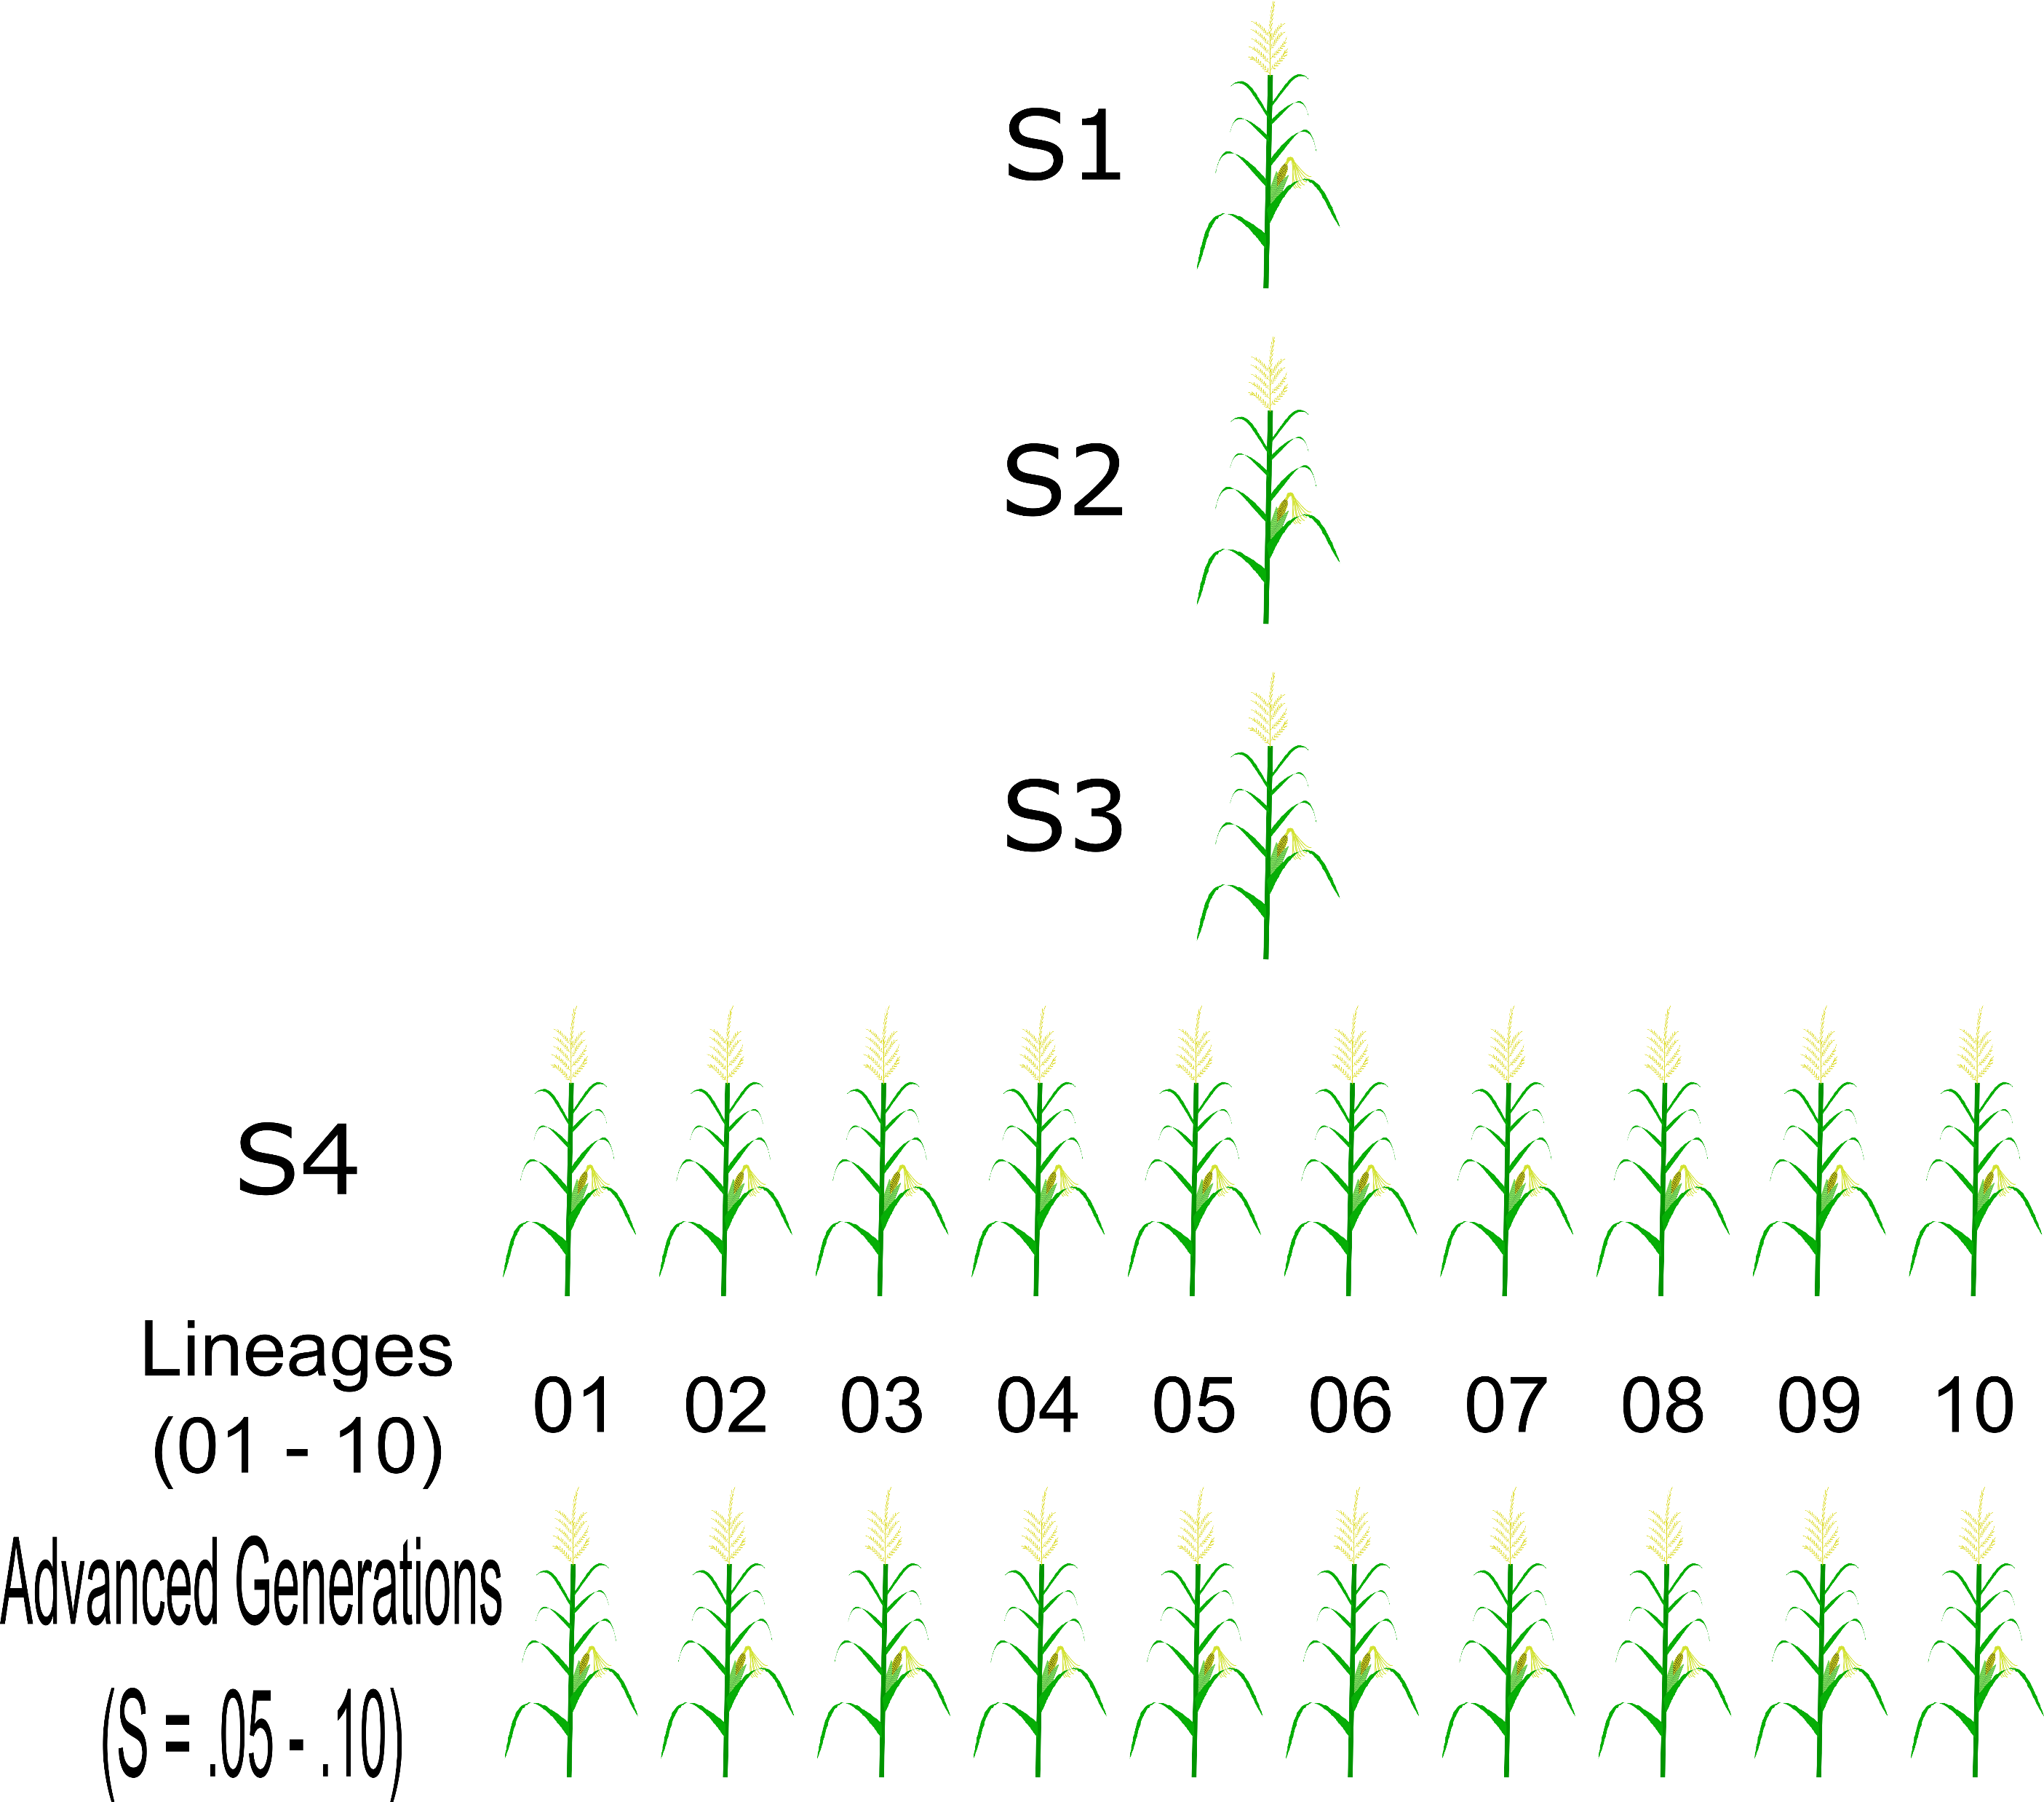 S1
S2
S3
S4
Lineages
(01 - 10)
01 02 03 04 05 06 07 08 09 10
Advanced Generations
(S = .05 - .10)